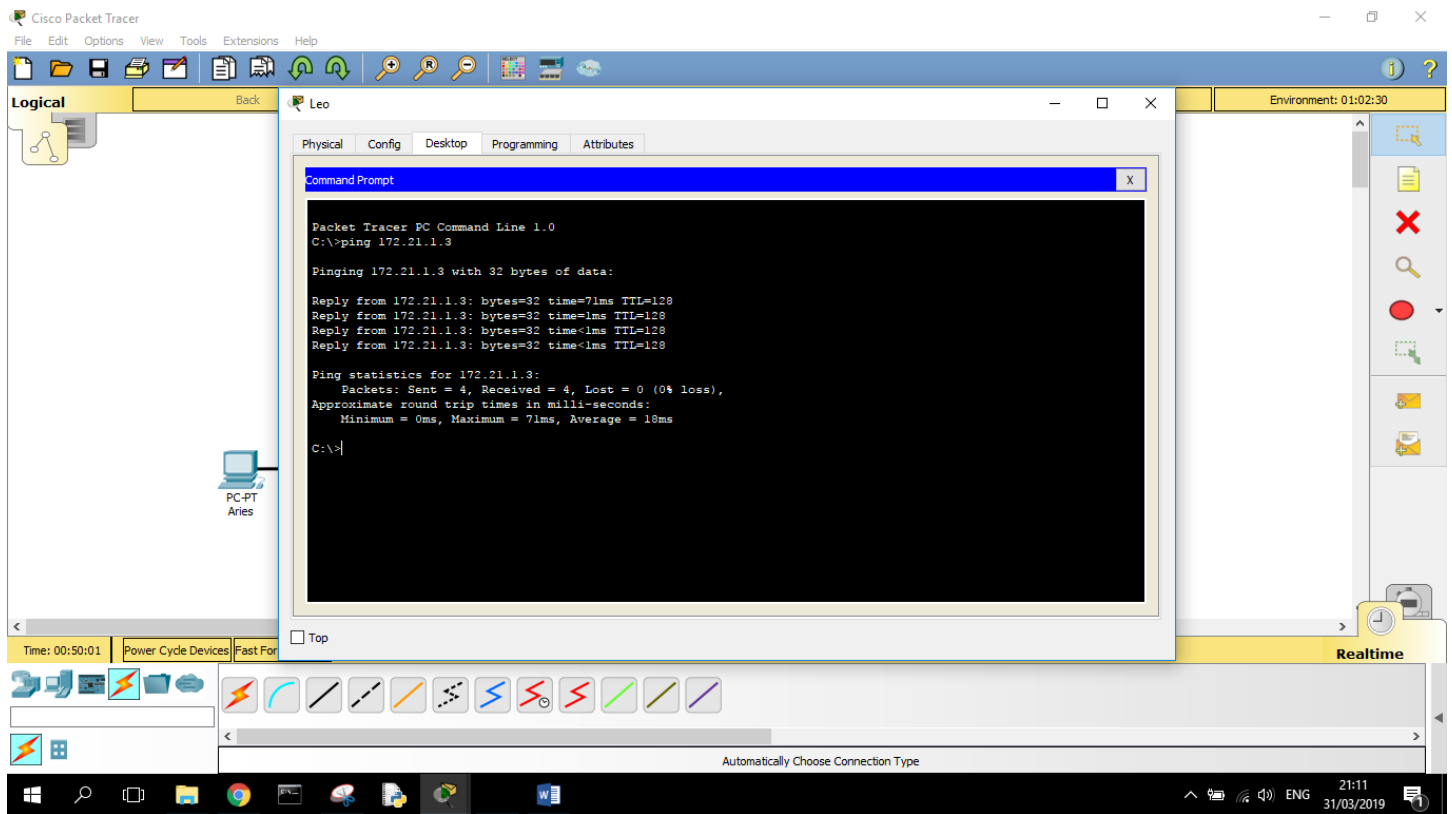 Cisco Packet Tracer
File Edit Options View Tools Extensions Help
Logical
Back
Environment: 01:02:30
Leo
Physical Config Desktop Programming Attributes
Command Prompt X
Packet Tracer PC Command Line 1.0
C:\>ping 172.21.1.3
Pinging 172.21.1.3 with 32 bytes of data:
Reply from 172.21.1.3: bytes=32 time=71ms TTL=128
Reply from 172.21.1.3: bytes=32 time=1ms TTL=128
Reply from 172.21.1.3: bytes=32 time<1ms TTL=128
Reply from 172.21.1.3: bytes=32 time<1ms TTL=128
Ping statistics for 172.21.1.3:
Packets: Sent = 4, Received = 4, Lost = 0 (0% loss),
Approximate round trip times in milli-seconds:
Minimum = 0ms, Maximum = 71ms, Average = 18ms
C:\>
PC-PT
Aries
Top
Time: 00:50:01 Power Cycle Devices Fast For
Realtime
Automatically Choose Connection Type
ENG
21:11
31/03/2019
1